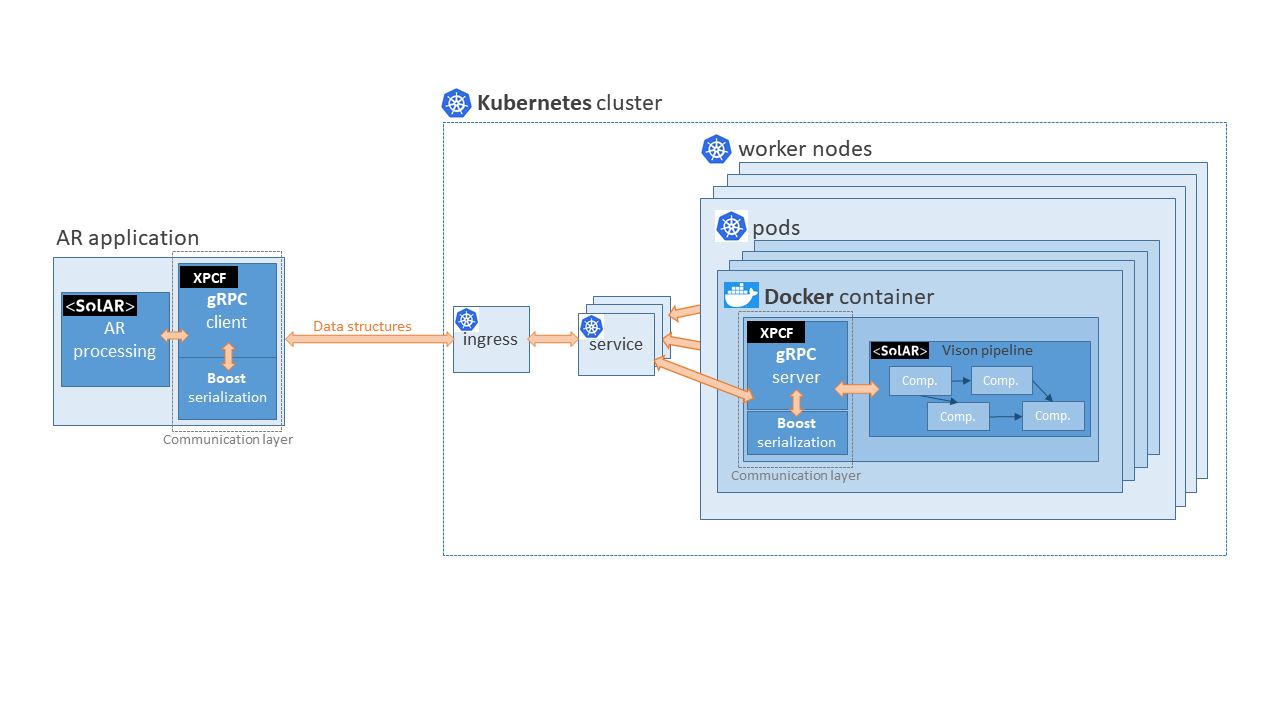 Kubernetes cluster
worker nodes
pods
AR application
XPCF
gRPC
client
<SolAR>
AR
processing
Boost
serialization
Communication layer
Data structures
ingress
service
Docker container
XPCF
gRPC
server
Boost
serialization
Communication layer
<SolAR> Vison pipeline
Comp.
Comp.
Comp.
Comp.